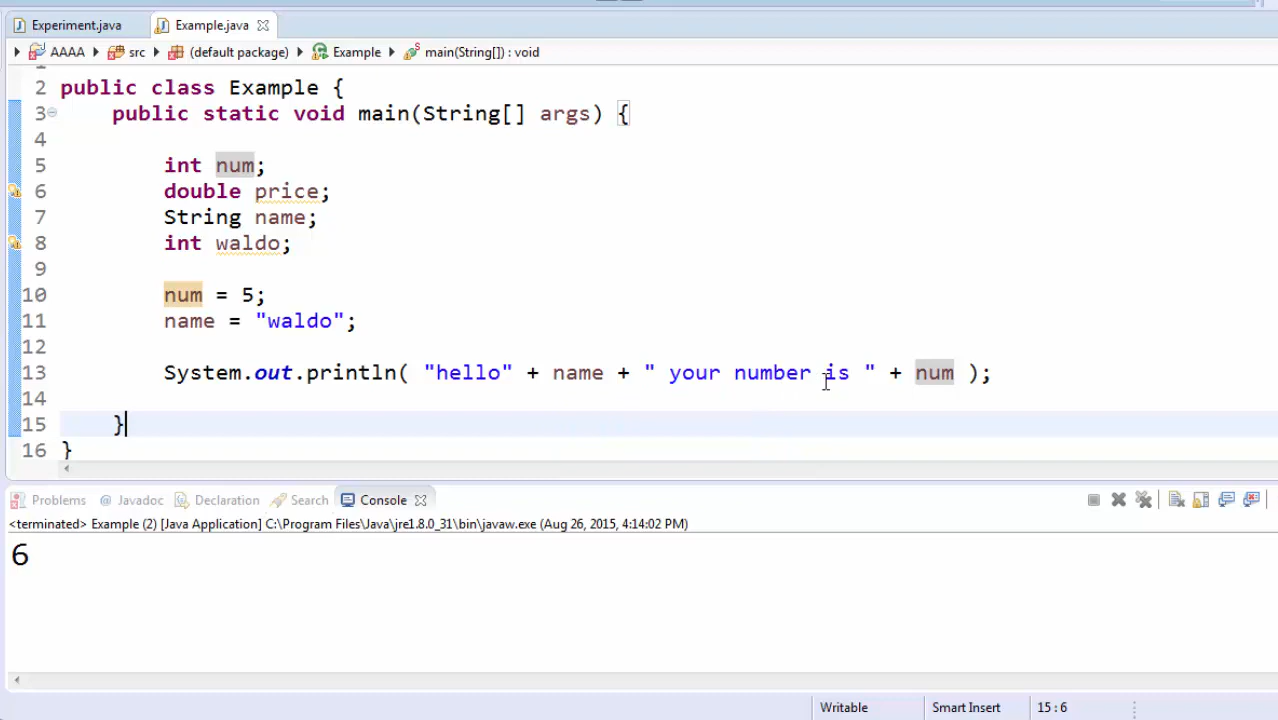 Experiment.java Example.java
AAAA src (default package) Example main(String[]) : void
1
2 public class Example {
3 public static void main(String[] args) {
4
5 int num;
6 double price;
7 String name;
8 int waldo;
9
10 num = 5;
11 name = "waldo";
12
13 System.out.println( "hello" + name + " your number is " + num );
14
15 }
16 }
Problems @ Javadoc Declaration Search Console
<terminated> Example (2) [Java Application] C:\Program Files\Java\jre1.8.0_31\bin\javaw.exe (Aug 26, 2015, 4:14:02 PM)
6
Writable Smart Insert 15 : 6